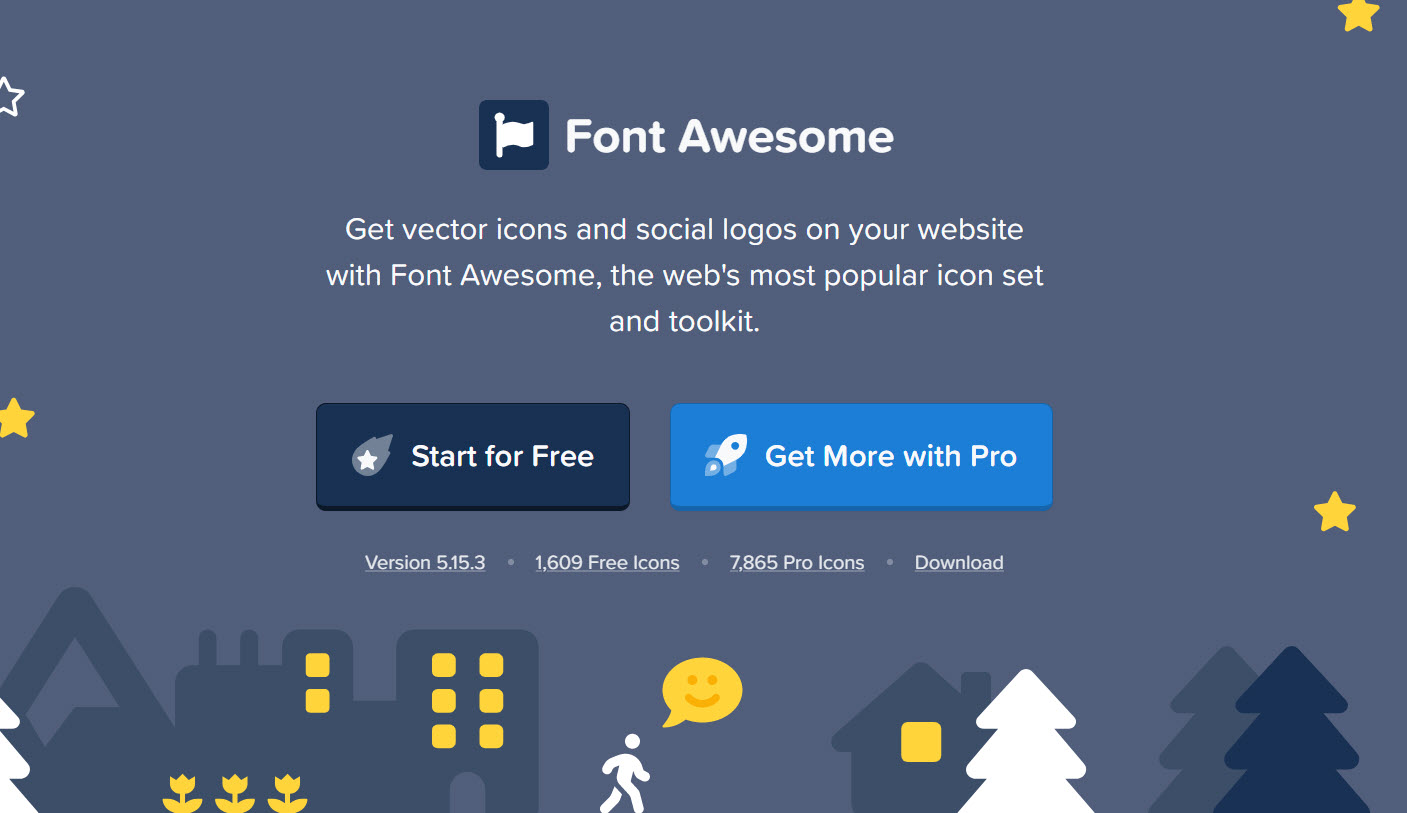 Font Awesome
Get vector icons and social logos on your website
with Font Awesome, the web's most popular icon set
and toolkit.
Start for Free
Get More with Pro
Version 5.15.3 • 1,609 Free Icons • 7,865 Pro Icons • Download